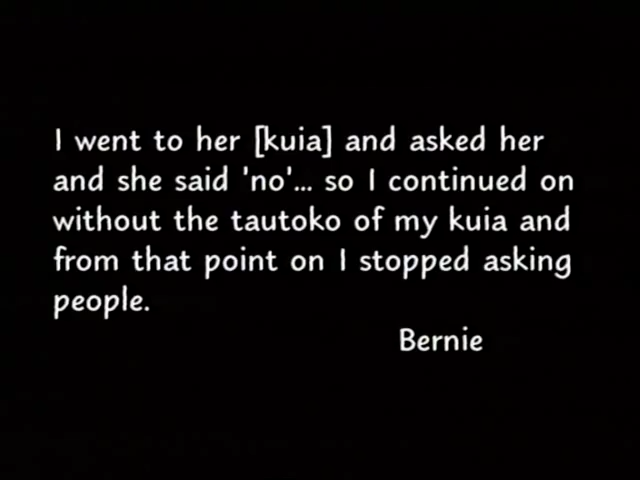 I went to her [kuia] and asked her
and she said 'no'... so I continued on
without the tautoko of my kuia and
from that point on I stopped asking
people.
Bernie